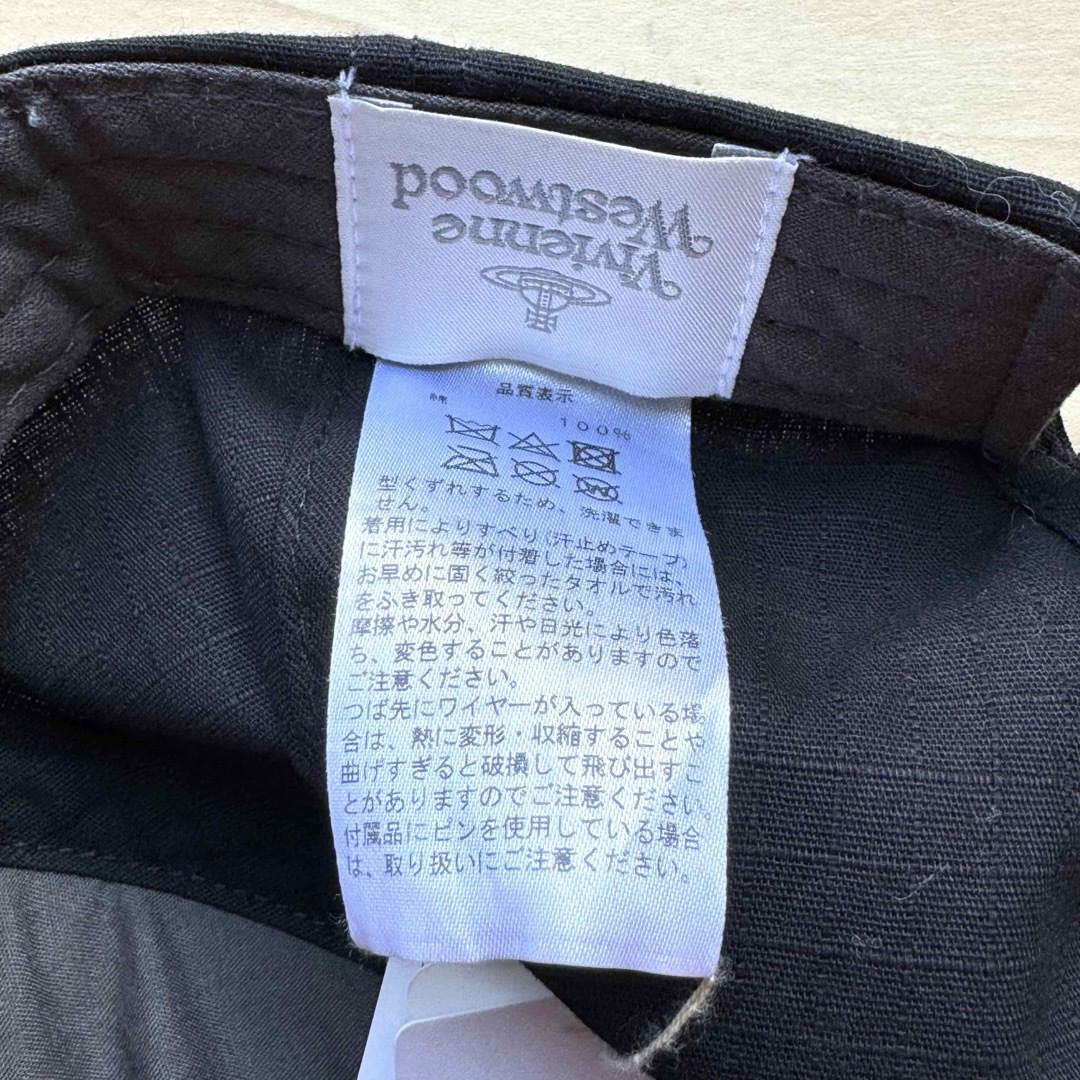 Vivienne
Westwood
品質表示
綿
100%
型くずれするため、洗濯できま
せん。
着用によりすべり(汗止めテープ)
に汗汚れ等が付着した場合には、
お早めに固く絞ったタオルで汚れ
をふき取ってください。
摩擦や水分、汗や日光により色落
ち、変色することがありますので
ご注意ください。
つば先にワイヤーが入っている場
合は、熱に変形・収縮することや
曲げすぎると破損して飛び出すこ
とがありますのでご注意ください。
付属品にピンを使用している場合
は、取り扱いにご注意ください。